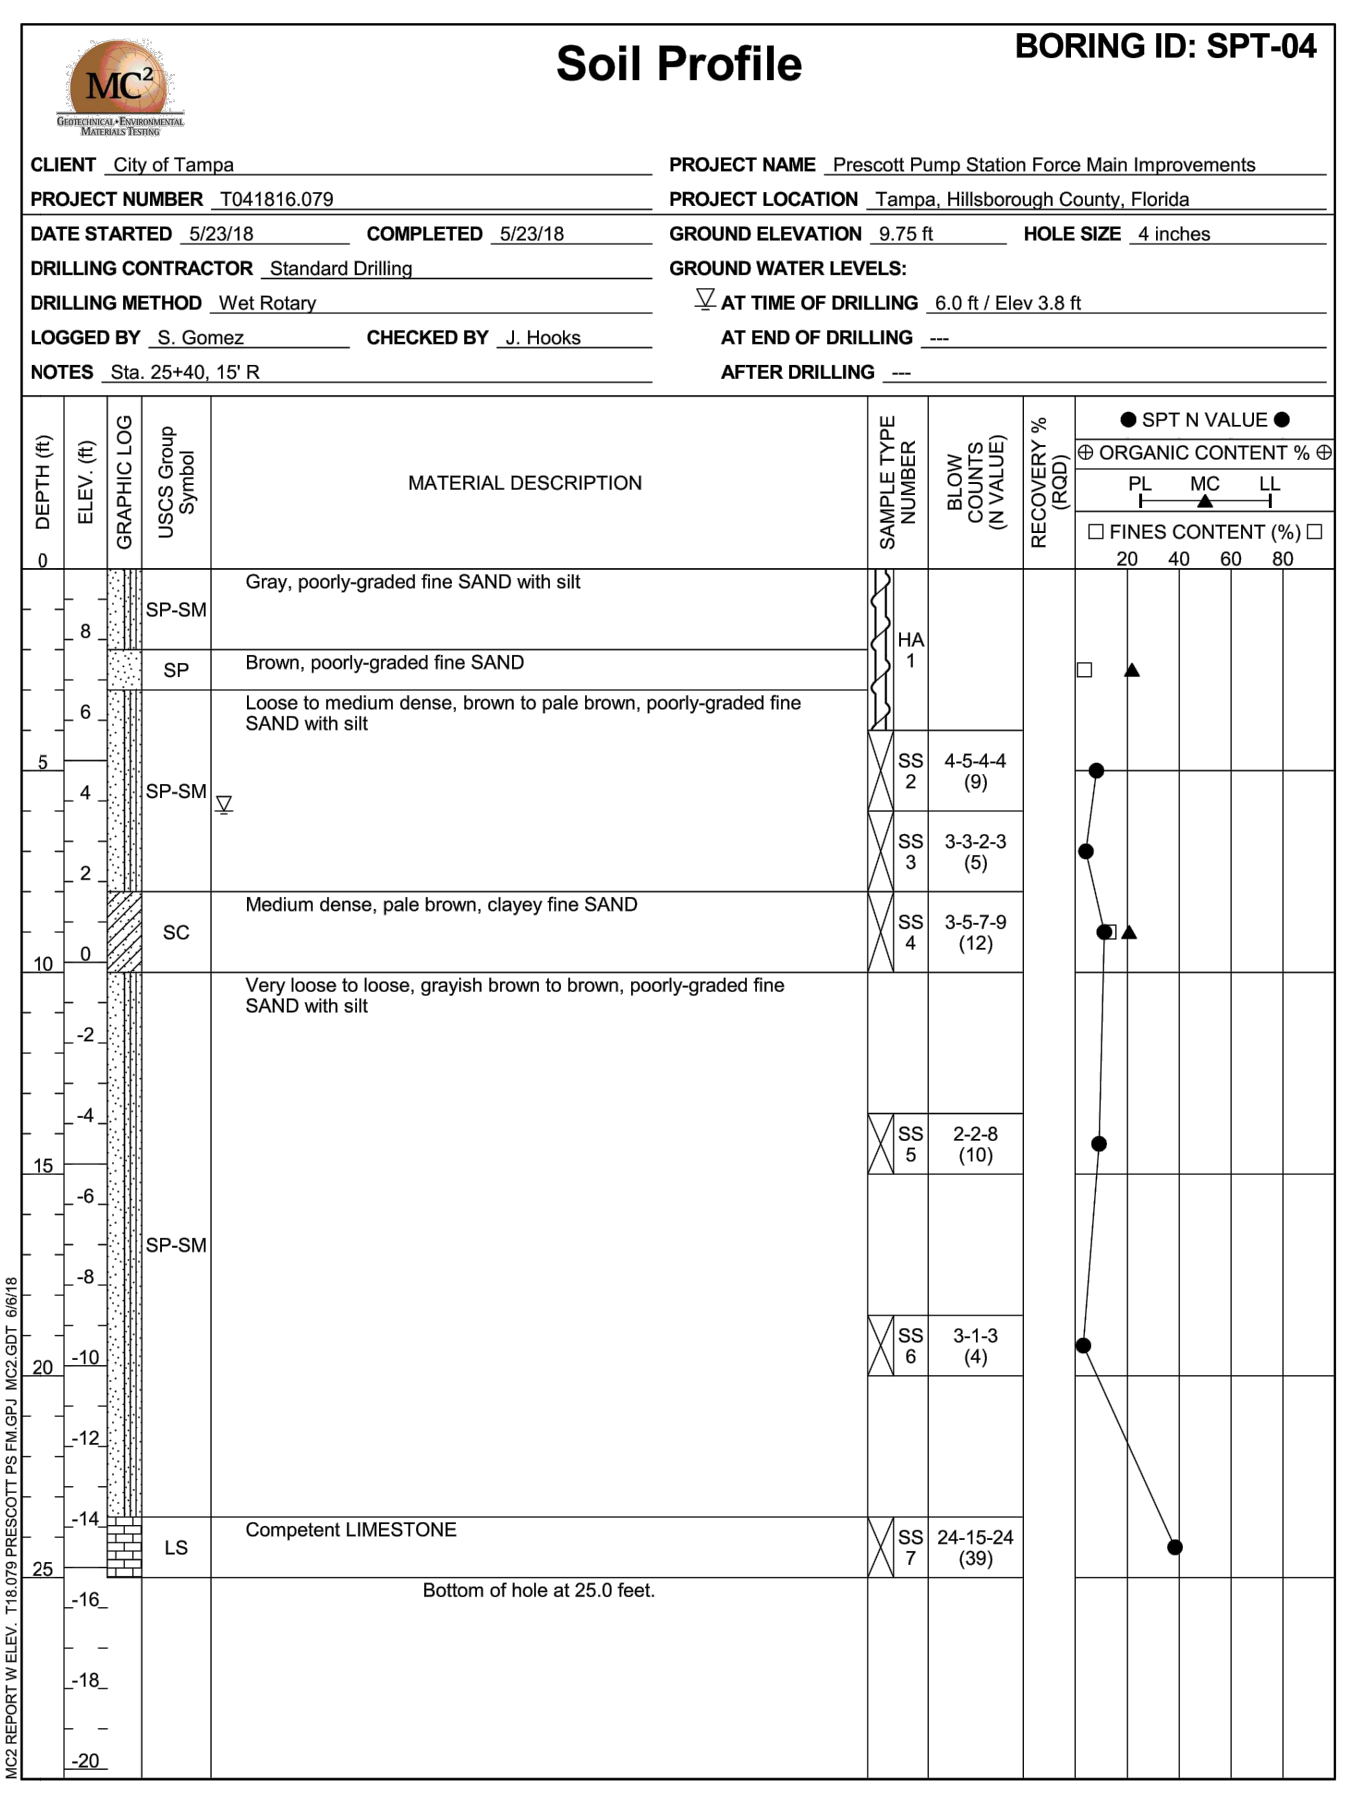 MC2
GEOTECHNICAL • ENVIRONMENTAL
MATERIALS TESTING
Soil Profile
BORING ID: SPT-04
CLIENT City of Tampa
PROJECT NAME Prescott Pump Station Force Main Improvements
PROJECT NUMBER T041816.079
PROJECT LOCATION Tampa, Hillsborough County, Florida
DATE STARTED 5/23/18 COMPLETED 5/23/18
GROUND ELEVATION 9.75 ft HOLE SIZE 4 inches
DRILLING CONTRACTOR Standard Drilling
GROUND WATER LEVELS:
DRILLING METHOD Wet Rotary
AT TIME OF DRILLING 6.0 ft / Elev 3.8 ft
LOGGED BY S. Gomez CHECKED BY J. Hooks
AT END OF DRILLING ---
NOTES Sta. 25+40, 15' R
AFTER DRILLING ---
DEPTH (ft)
ELEV. (ft)
GRAPHIC LOG
USCS Group
Symbol
MATERIAL DESCRIPTION
SAMPLE TYPE
NUMBER
BLOW
COUNTS
(N VALUE)
RECOVERY %
(RQD)
SPT N VALUE
ORGANIC CONTENT %
PL MC LL
FINES CONTENT (%)
20 40 60 80
0
Gray, poorly-graded fine SAND with silt
SP-SM
8
HA
1
SP
Brown, poorly-graded fine SAND
6
Loose to medium dense, brown to pale brown, poorly-graded fine
SAND with silt
5
SS
2
4-5-4-4
(9)
4
SP-SM
SS
3
3-3-2-3
(5)
2
Medium dense, pale brown, clayey fine SAND
SC
SS
4
3-5-7-9
(12)
0
10
Very loose to loose, grayish brown to brown, poorly-graded fine
SAND with silt
-2
-4
SS
5
2-2-8
(10)
15
-6
SP-SM
-8
SS
6
3-1-3
(4)
-10
20
-12
-14
Competent LIMESTONE
LS
SS
7
24-15-24
(39)
25
Bottom of hole at 25.0 feet.
-16
-18
-20
MC2 REPORT W ELEV. T18.079 PRESCOTT PS FM.GPJ MC2.GDT 6/6/18